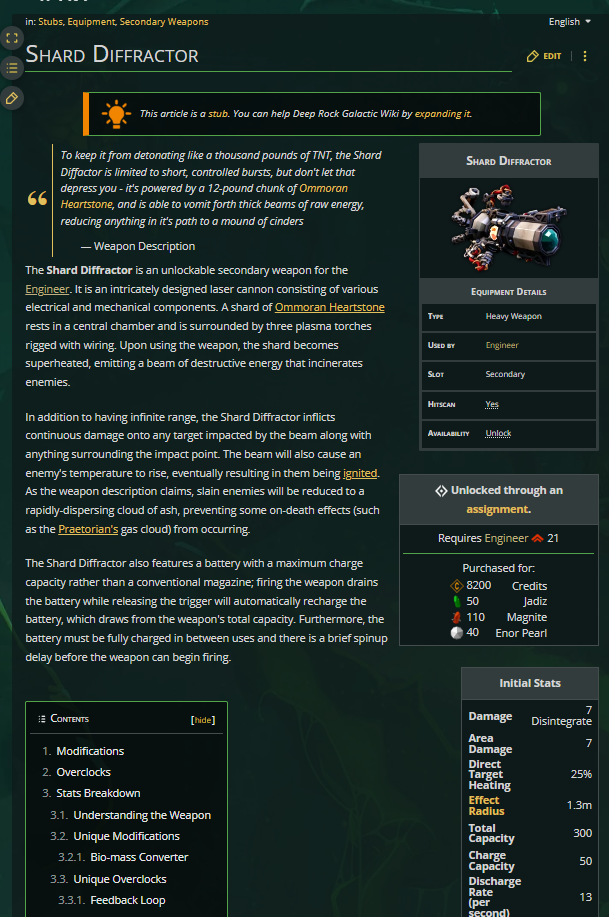 in: Stubs, Equipment, Secondary Weapons
English
Shard Diffractor
EDIT
This article is a stub. You can help Deep Rock Galactic Wiki by expanding it.
To keep it from detonating like a thousand pounds of TNT, the Shard
Diffactor is limited to short, controlled bursts, but don't let that
depress you - it's powered by a 12-pound chunk of Ommoran
Heartstone, and is able to vomit forth thick beams of raw energy,
reducing anything in it's path to a mound of cinders
— Weapon Description
The Shard Diffractor is an unlockable secondary weapon for the
Engineer. It is an intricately designed laser cannon consisting of various
electrical and mechanical components. A shard of Ommoran Heartstone
rests in a central chamber and is surrounded by three plasma torches
rigged with wiring. Upon using the weapon, the shard becomes
superheated, emitting a beam of destructive energy that incinerates
enemies.
In addition to having infinite range, the Shard Diffractor inflicts
continuous damage onto any target impacted by the beam along with
anything surrounding the impact point. The beam will also cause an
enemy's temperature to rise, eventually resulting in them being ignited.
As the weapon description claims, slain enemies will be reduced to a
rapidly-dispersing cloud of ash, preventing some on-death effects (such
as the Praetorian's gas cloud) from occurring.
The Shard Diffractor also features a battery with a maximum charge
capacity rather than a conventional magazine; firing the weapon drains
the battery while releasing the trigger will automatically recharge the
battery, which draws from the weapon's total capacity. Furthermore, the
battery must be fully charged in between uses and there is a brief spinup
delay before the weapon can begin firing.
Contents [hide]
1. Modifications
2. Overclocks
3. Stats Breakdown
3.1. Understanding the Weapon
3.2. Unique Modifications
3.2.1. Bio-mass Converter
3.3. Unique Overclocks
3.3.1. Feedback Loop
Shard Diffractor
Equipment Details
Type Heavy Weapon
Used by Engineer
Slot Secondary
Hitscan Yes
Availability Unlock
Unlocked through an
assignment.
Requires Engineer 21
Purchased for:
8200 Credits
50 Jadiz
110 Magnite
40 Enor Pearl
Initial Stats
Damage 7
Disintegrate
Area
Damage 7
Direct
Target
Heating 25%
Effect
Radius 1.3m
Total
Capacity 300
Charge
Capacity 50
Discharge
Rate
(per
second) 13